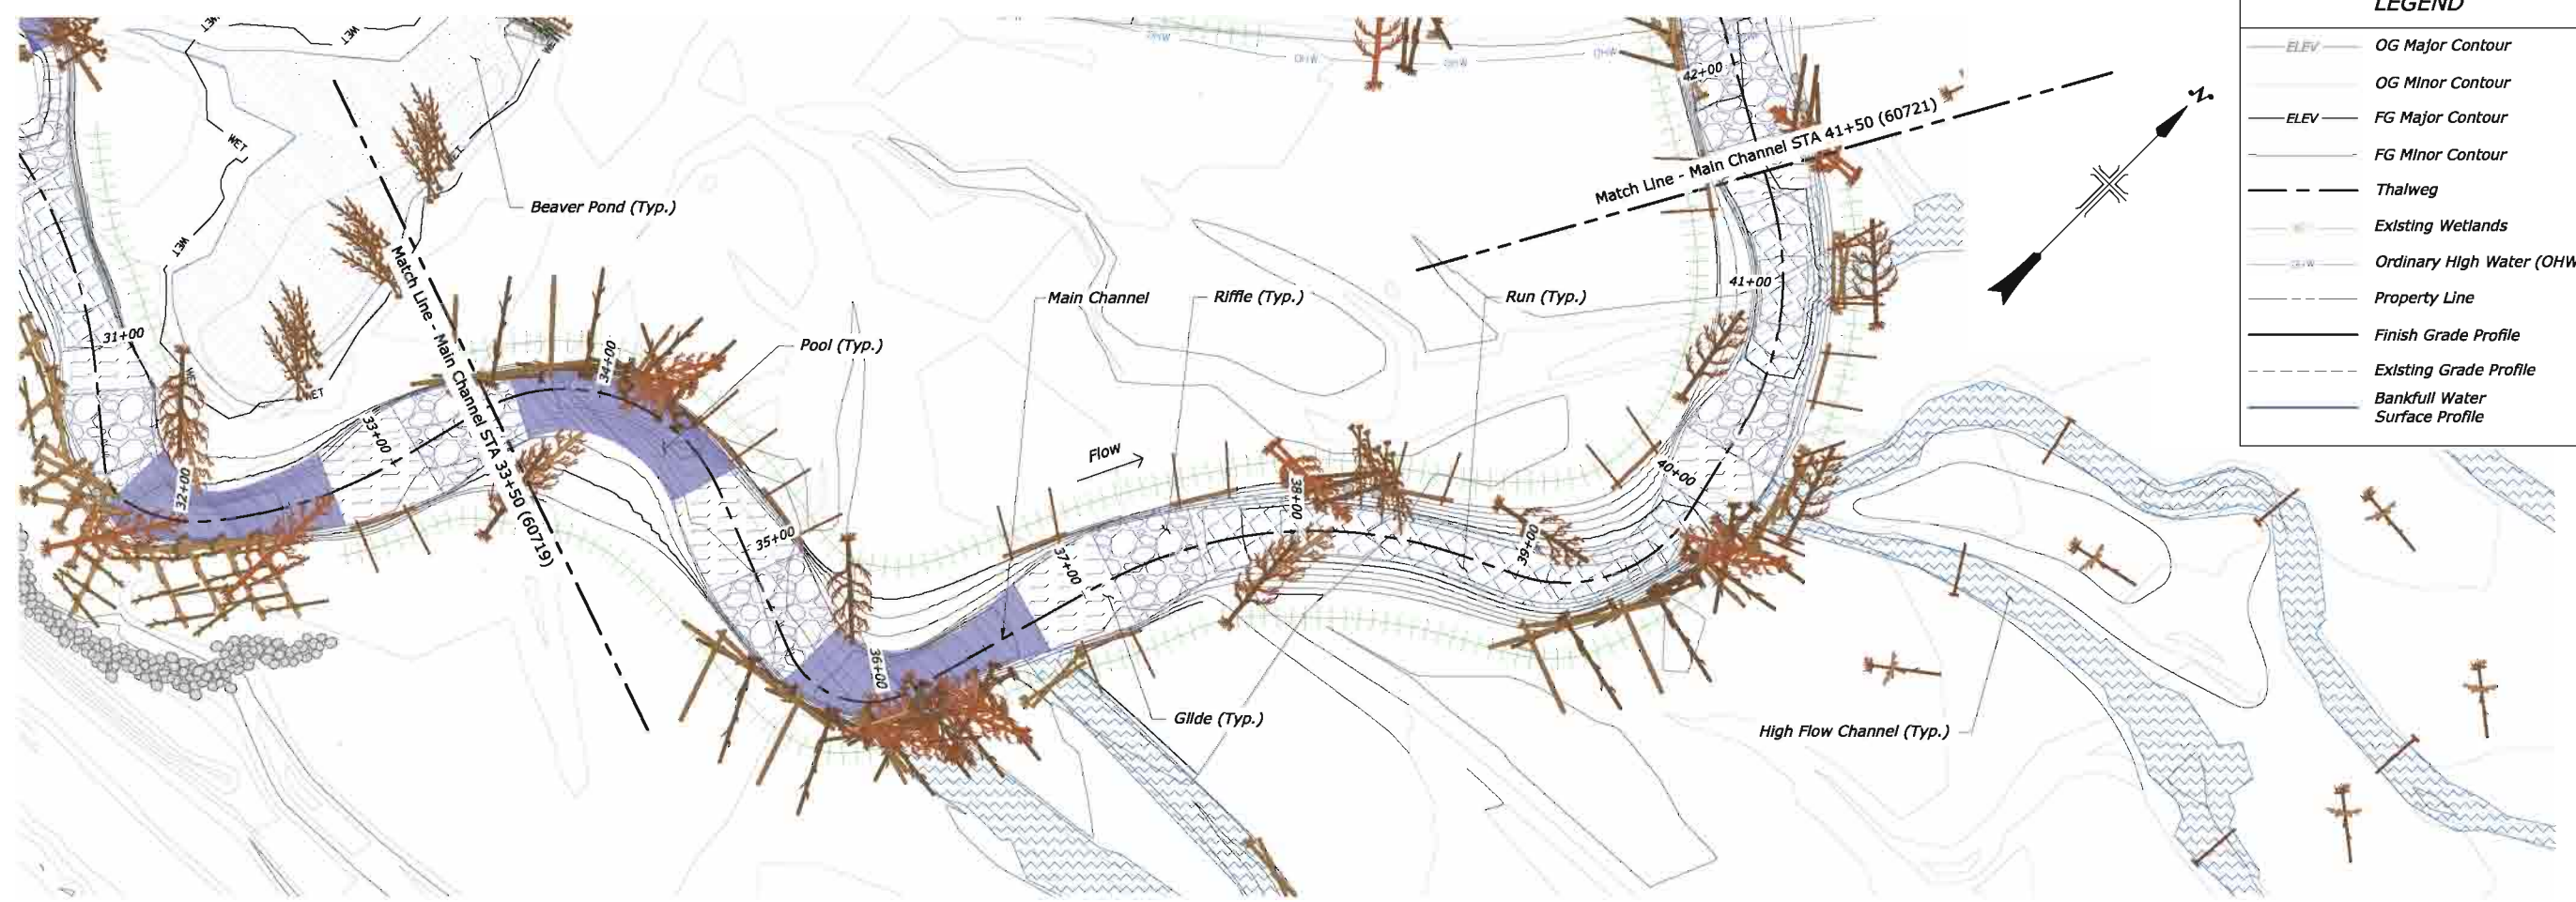 LEGEND
ELEV OG Major Contour
OG Minor Contour
ELEV FG Major Contour
FG Minor Contour
Thalweg
Existing Wetlands
OHW Ordinary High Water (OHW
Property Line
Finish Grade Profile
Existing Grade Profile
Bankfull Water
Surface Profile
N
WET
WET
WET
WET
WET
WET
OHW
OHW
OHW
OHW
42+00
Match Line - Main Channel STA 41+50 (60721)
Beaver Pond (Typ.)
Match Line - Main Channel STA 33+50 (60719)
Main Channel
Riffle (Typ.)
Run (Typ.)
41+00
31+00
Pool (Typ.)
34+00
33+00
Flow
32+00
38+00
40+00
35+00
39+00
37+00
36+00
Glide (Typ.)
High Flow Channel (Typ.)